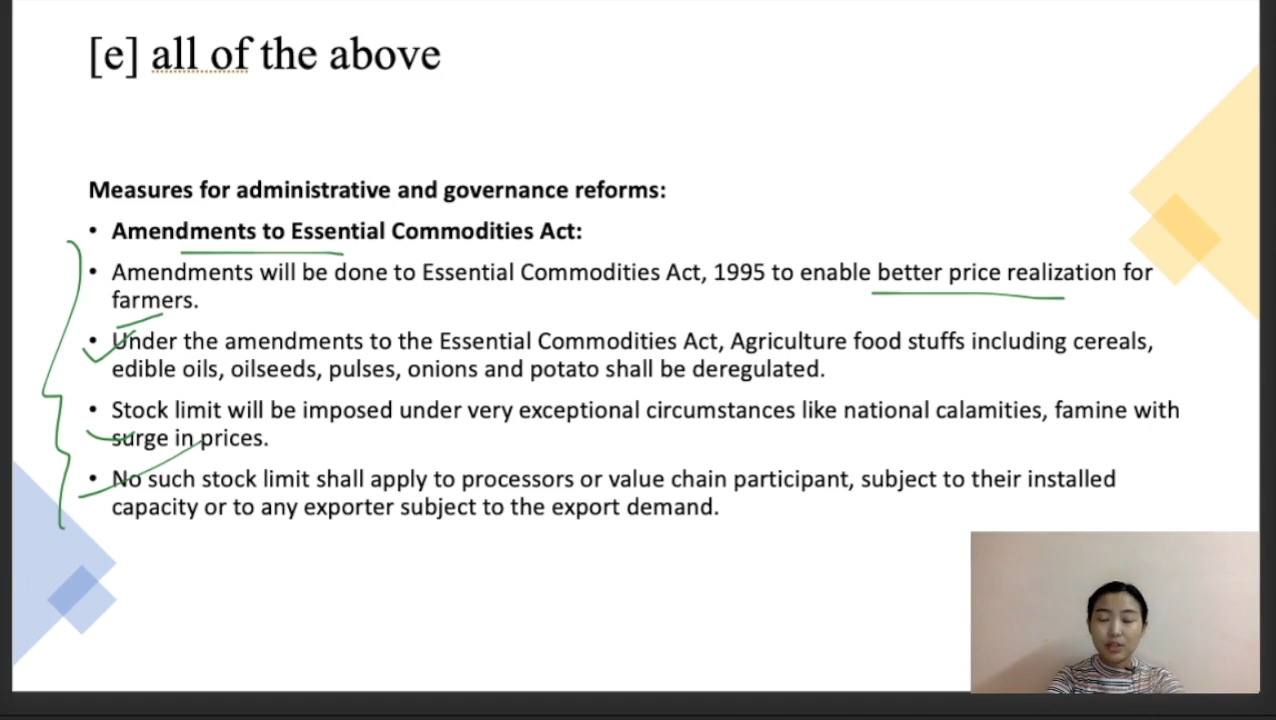 [e] all of the above
Measures for administrative and governance reforms:
• Amendments to Essential Commodities Act:
• Amendments will be done to Essential Commodities Act, 1995 to enable better price realization for
farmers.
• Under the amendments to the Essential Commodities Act, Agriculture food stuffs including cereals,
edible oils, oilseeds, pulses, onions and potato shall be deregulated.
• Stock limit will be imposed under very exceptional circumstances like national calamities, famine with
surge in prices.
• No such stock limit shall apply to processors or value chain participant, subject to their installed
capacity or to any exporter subject to the export demand.